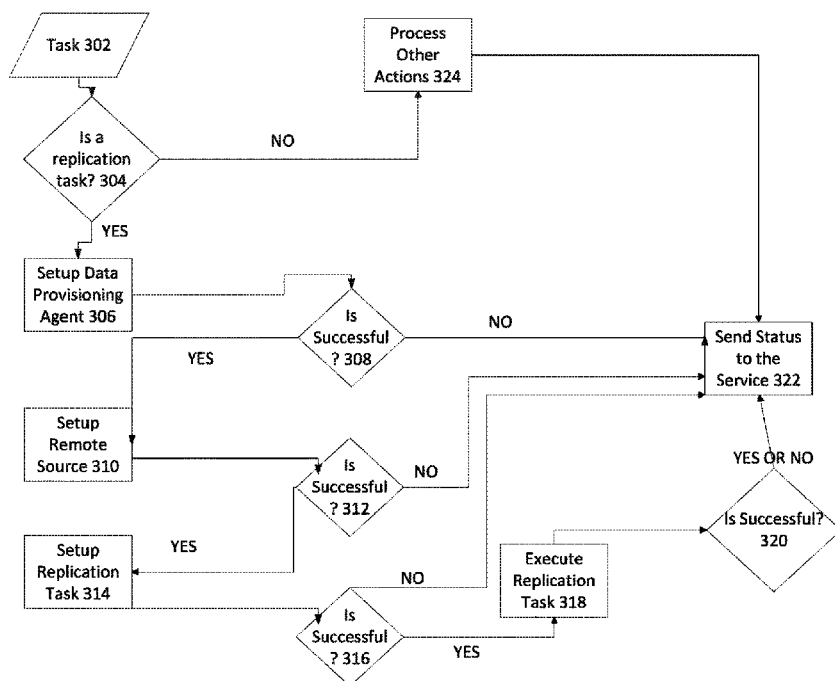 Task 302
Process
Other
Actions 324
Is a
replication
task? 304
NO
YES
Setup Data
Provisioning
Agent 306
Is
Successful
? 308
NO
YES
Send Status
to the
Service 322
Setup
Remote
Source 310
Is
Successful
? 312
NO
YES
YES OR NO
Is Successful?
320
Setup
Replication
Task 314
NO
Execute
Replication
Task 318
Is
Successful
? 316
YES